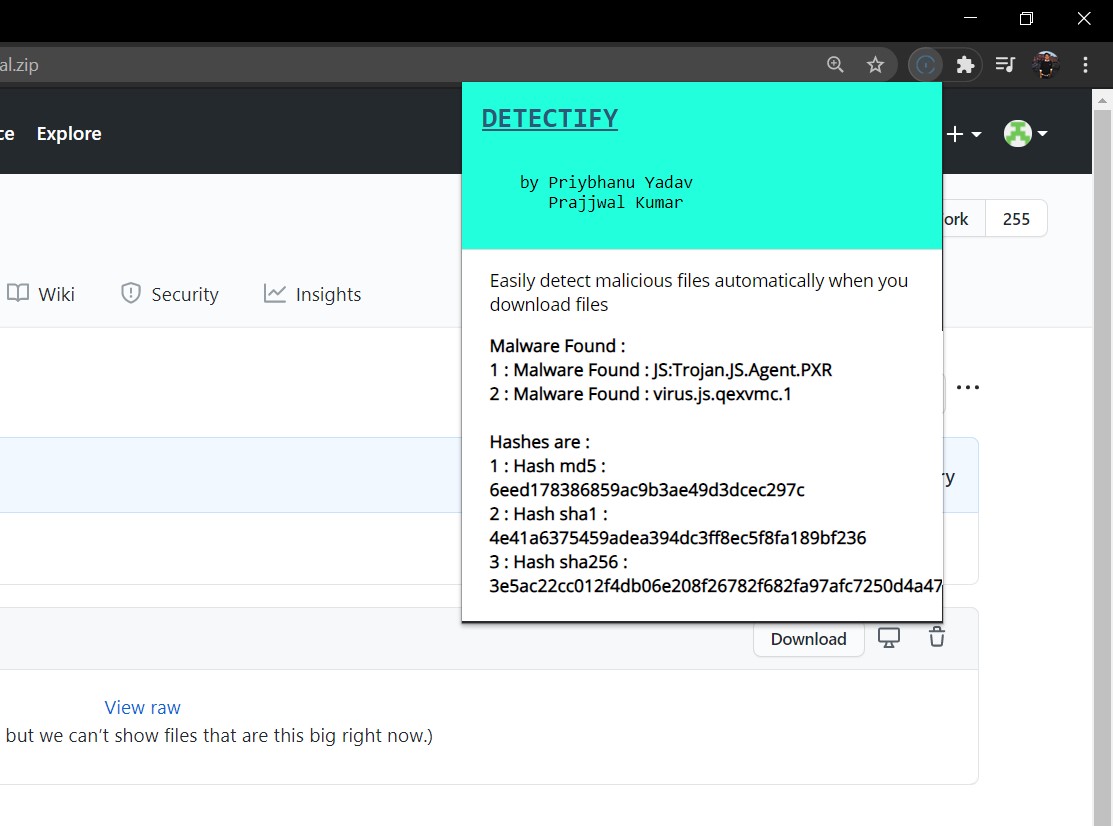 al.zip
ce Explore
DETECTIFY
by Priybhanu Yadav
Prajjwal Kumar
ork 255
Wiki Security Insights
Easily detect malicious files automatically when you
download files
Malware Found :
1 : Malware Found : JS:Trojan.JS.Agent.PXR
2 : Malware Found : virus.js.qexvmc.1
Hashes are :
1 : Hash md5 :
6eed178386859ac9b3ae49d3dcec297c
ry
2 : Hash sha1 :
4e41a6375459adea394dc3ff8ec5f8fa189bf236
3 : Hash sha256 :
3e5ac22cc012f4db06e208f26782f682fa97afc7250d4a47
Download
View raw
but we can’t show files that are this big right now.)